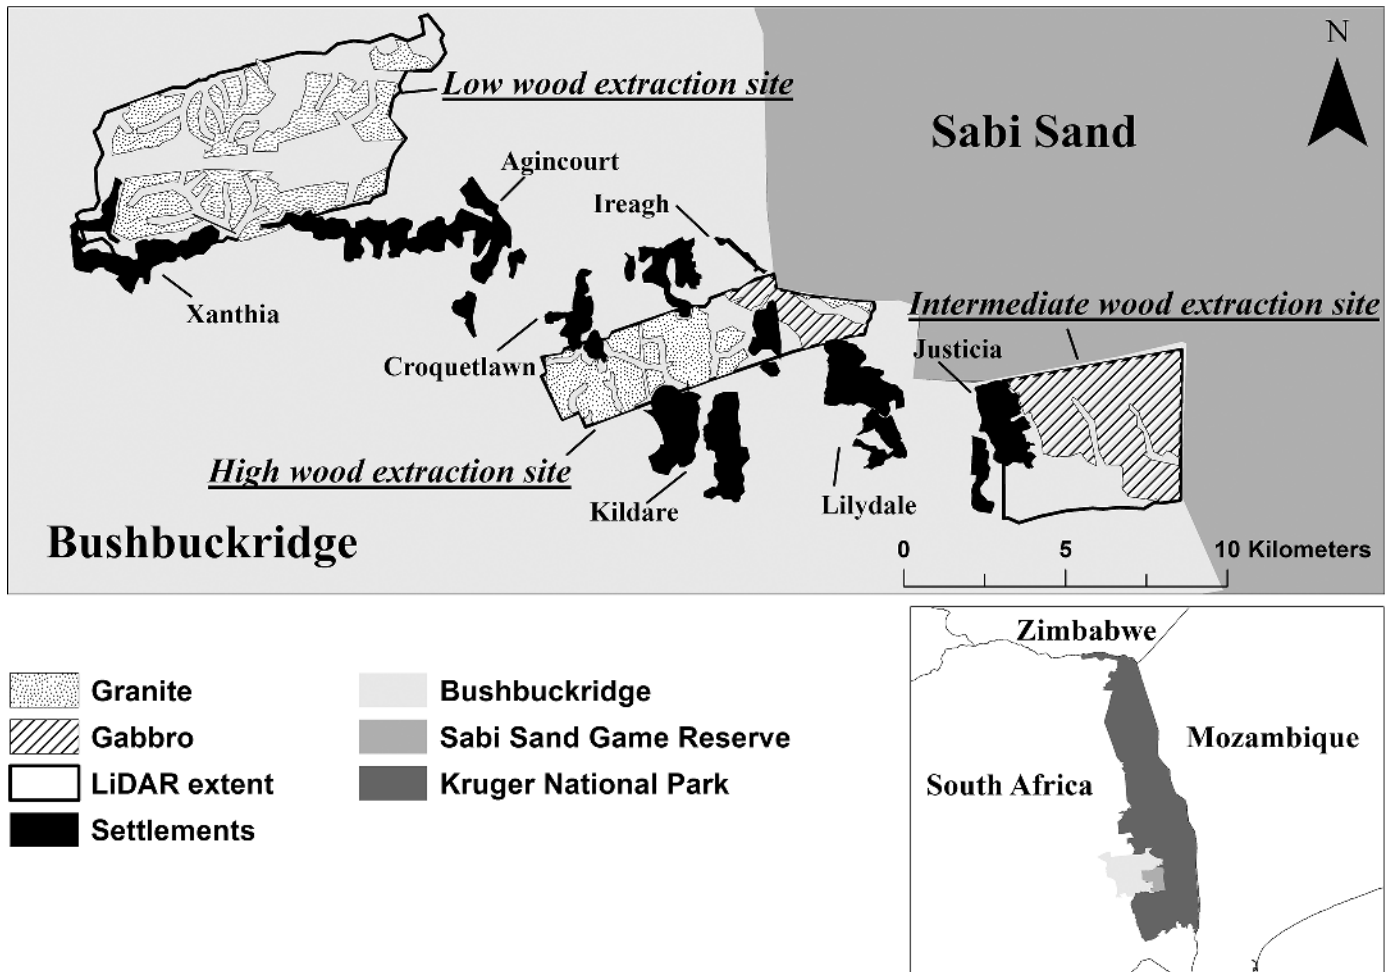 N
Low wood extraction site
Sabi Sand
Agincourt
Ireagh
Xanthia
Intermediate wood extraction site
Justicia
Croquetlawn
High wood extraction site
Kildare
Lilydale
Bushbuckridge
0 5 10 Kilometers
Granite
Gabbro
LiDAR extent
Settlements
Bushbuckridge
Sabi Sand Game Reserve
Kruger National Park
Zimbabwe
Mozambique
South Africa